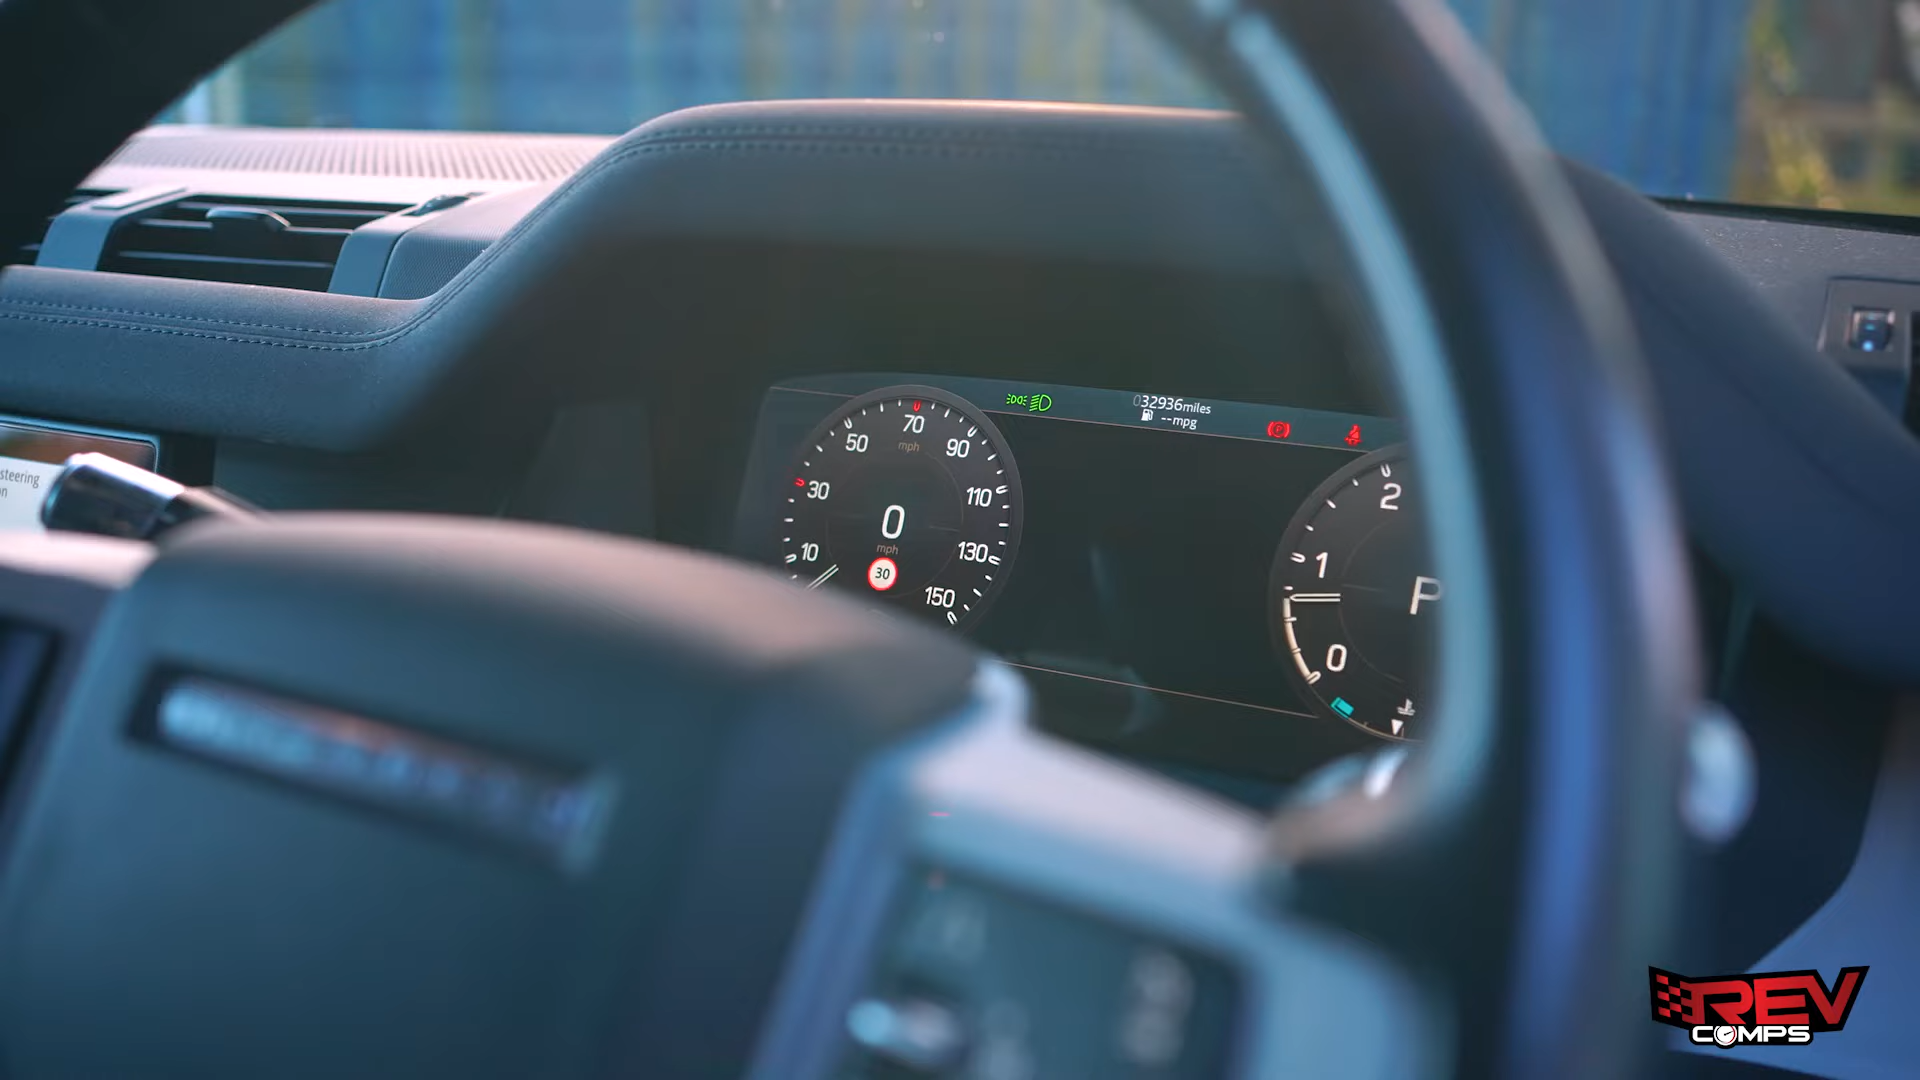 032936miles
--mpg
70
50
mph
90
30
110
0
10
mph
130
30
150
2
1
P
0
steering
REV
COMPS